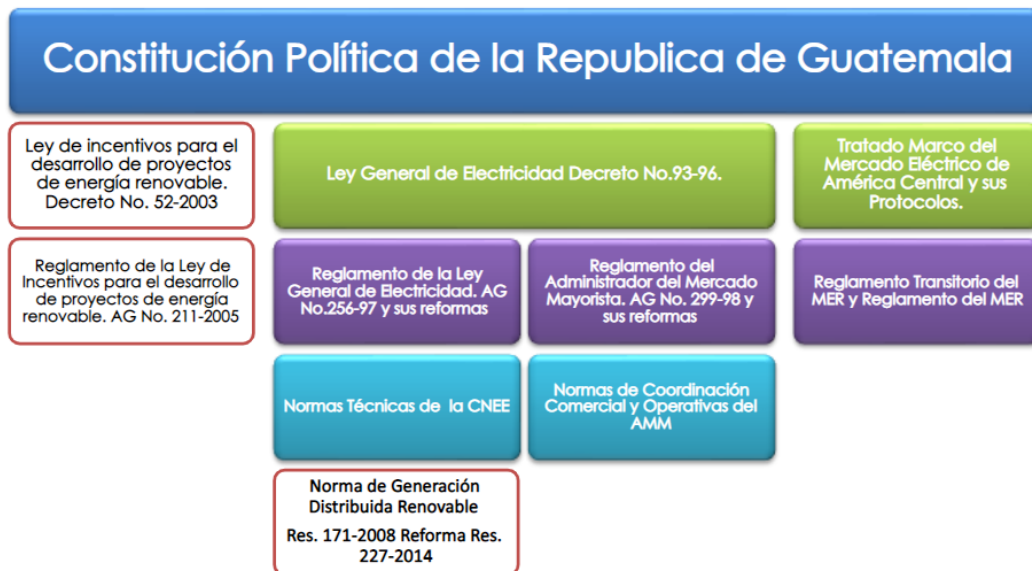 Constitución Política de la Republica de Guatemala
Ley de incentivos para el
desarrollo de proyectos
de energía renovable.
Decreto No. 52-2003
Ley General de Electricidad Decreto No.93-96.
Tratado Marco del
Mercado Eléctrico de
América Central y sus
Protocolos.
Reglamento de la Ley de
Incentivos para el desarrollo
de proyectos de energía
renovable. AG No. 211-2005
Reglamento de la Ley
General de Electricidad. AG
No.256-97 y sus reformas
Reglamento del
Administrador del Mercado
Mayorista. AG No. 299-98 y
sus reformas
Reglamento Transitorio del
MER y Reglamento del MER
Normas Técnicas de la CNEE
Normas de Coordinación
Comercial y Operativas del
AMM
Norma de Generación
Distribuida Renovable
Res. 171-2008 Reforma Res.
227-2014